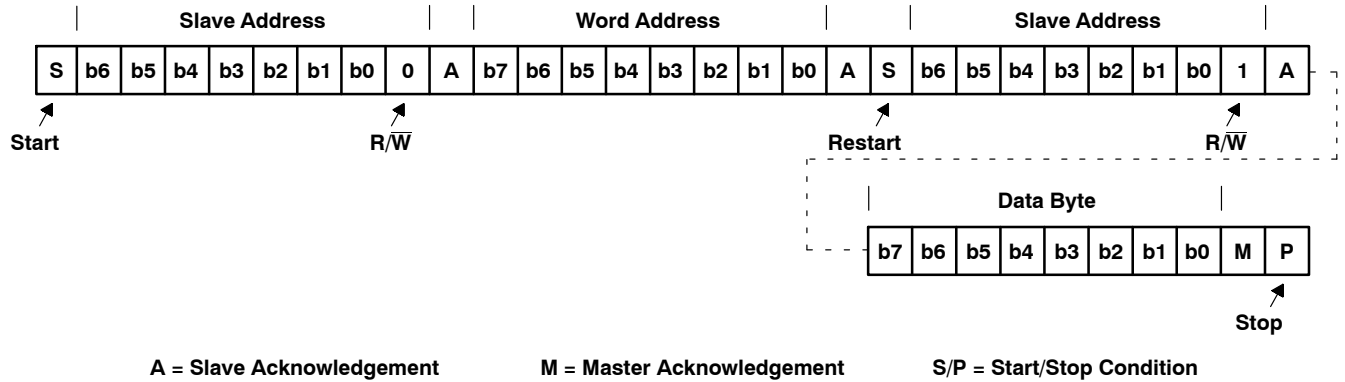 Slave Address Word Address Slave Address
S b6 b5 b4 b3 b2 b1 b0 0 A b7 b6 b5 b4 b3 b2 b1 b0 A S b6 b5 b4 b3 b2 b1 b0 1 A
Start R/W̅ Restart R/W̅
Data Byte
b7 b6 b5 b4 b3 b2 b1 b0 M P
Stop
A = Slave Acknowledgement M = Master Acknowledgement S/P = Start/Stop Condition